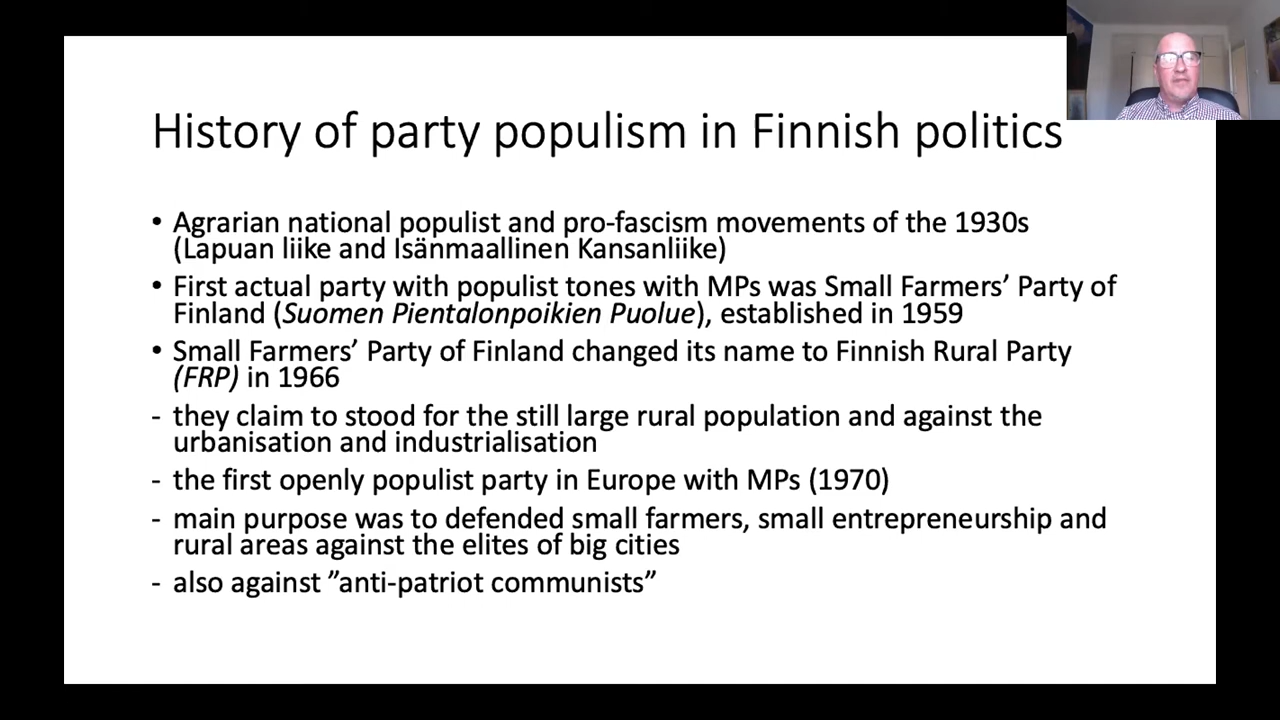 History of party populism in Finnish politics
• Agrarian national populist and pro-fascism movements of the 1930s
(Lapuan liike and Isänmaallinen Kansanliike)
• First actual party with populist tones with MPs was Small Farmers’ Party of
Finland (Suomen Pientalonpoikien Puolue), established in 1959
• Small Farmers’ Party of Finland changed its name to Finnish Rural Party
(FRP) in 1966
- they claim to stood for the still large rural population and against the
urbanisation and industrialisation
- the first openly populist party in Europe with MPs (1970)
- main purpose was to defended small farmers, small entrepreneurship and
rural areas against the elites of big cities
- also against ”anti-patriot communists”